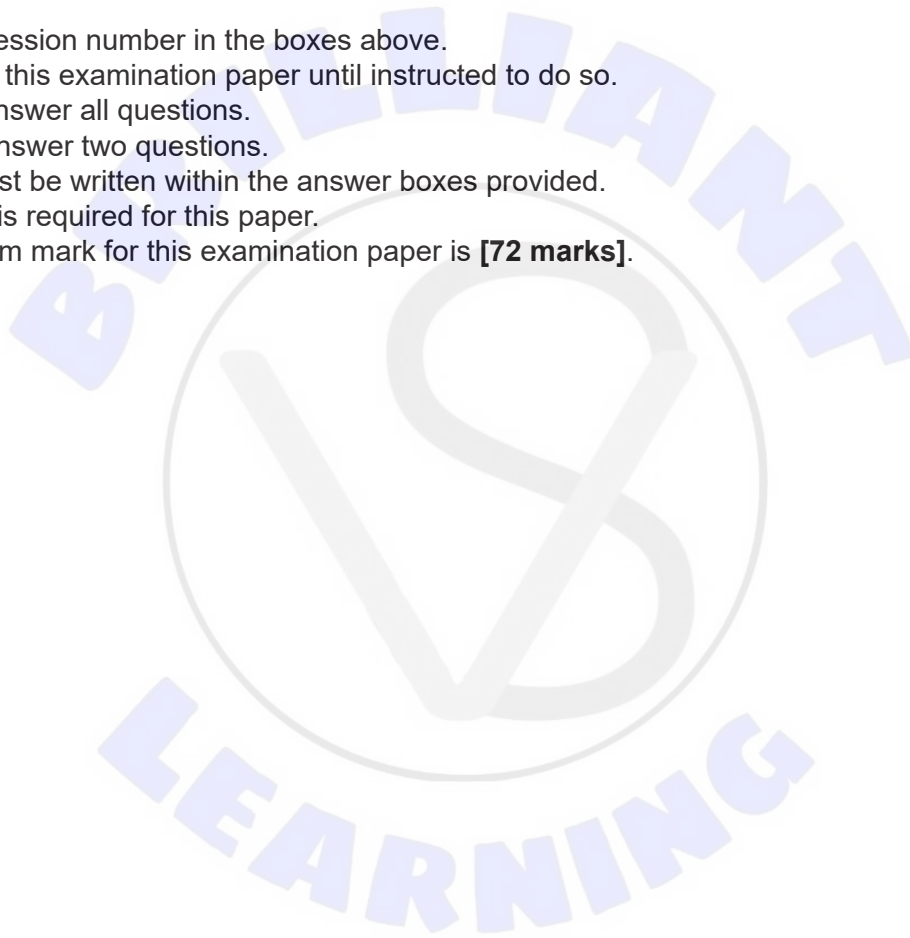 BRILLIANT
ession number in the boxes above.
this examination paper until instructed to do so.
nswer all questions.
nswer two questions.
st be written within the answer boxes provided.
is required for this paper.
m mark for this examination paper is [72 marks].
VS
LEARNING